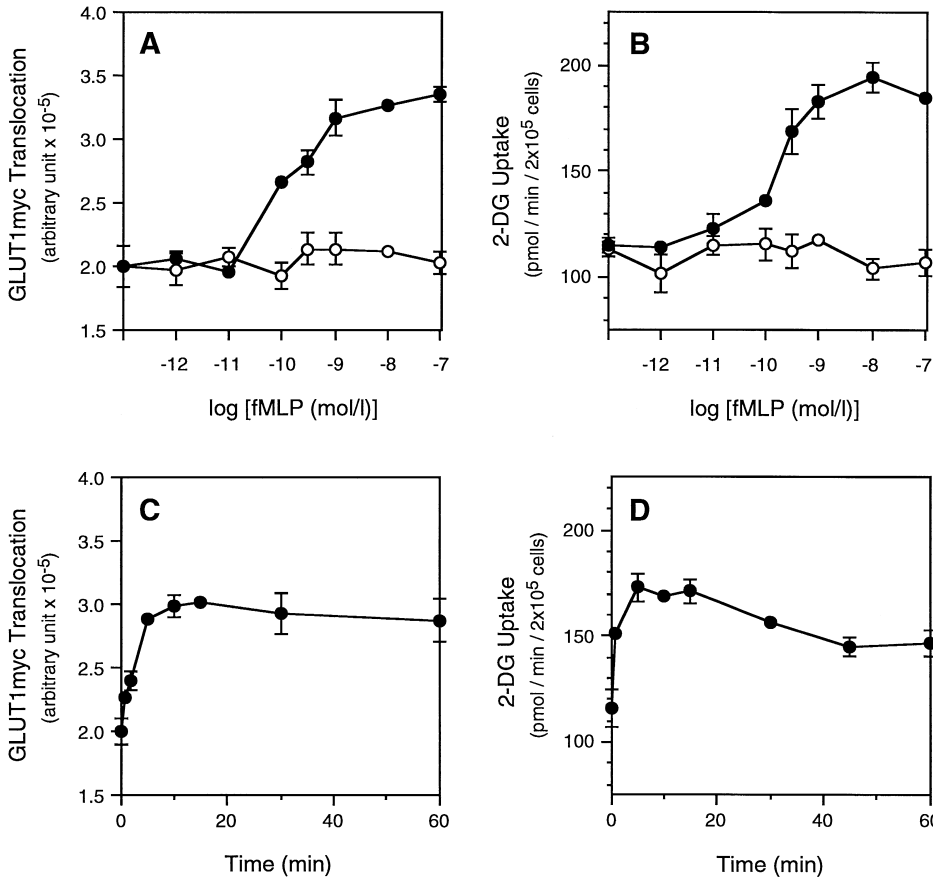 A
GLUT1myc Translocation
(arbitrary unit x 10-5)
4.0
3.5
3.0
2.5
2.0
1.5
-12 -11 -10 -9 -8 -7
log [fMLP (mol/l)]
B
2-DG Uptake
(pmol / min / 2x105 cells)
200
150
100
-12 -11 -10 -9 -8 -7
log [fMLP (mol/l)]
C
GLUT1myc Translocation
(arbitrary unit x 10-5)
4.0
3.5
3.0
2.5
2.0
1.5
0 20 40 60
Time (min)
D
2-DG Uptake
(pmol / min / 2x105 cells)
200
150
100
0 20 40 60
Time (min)